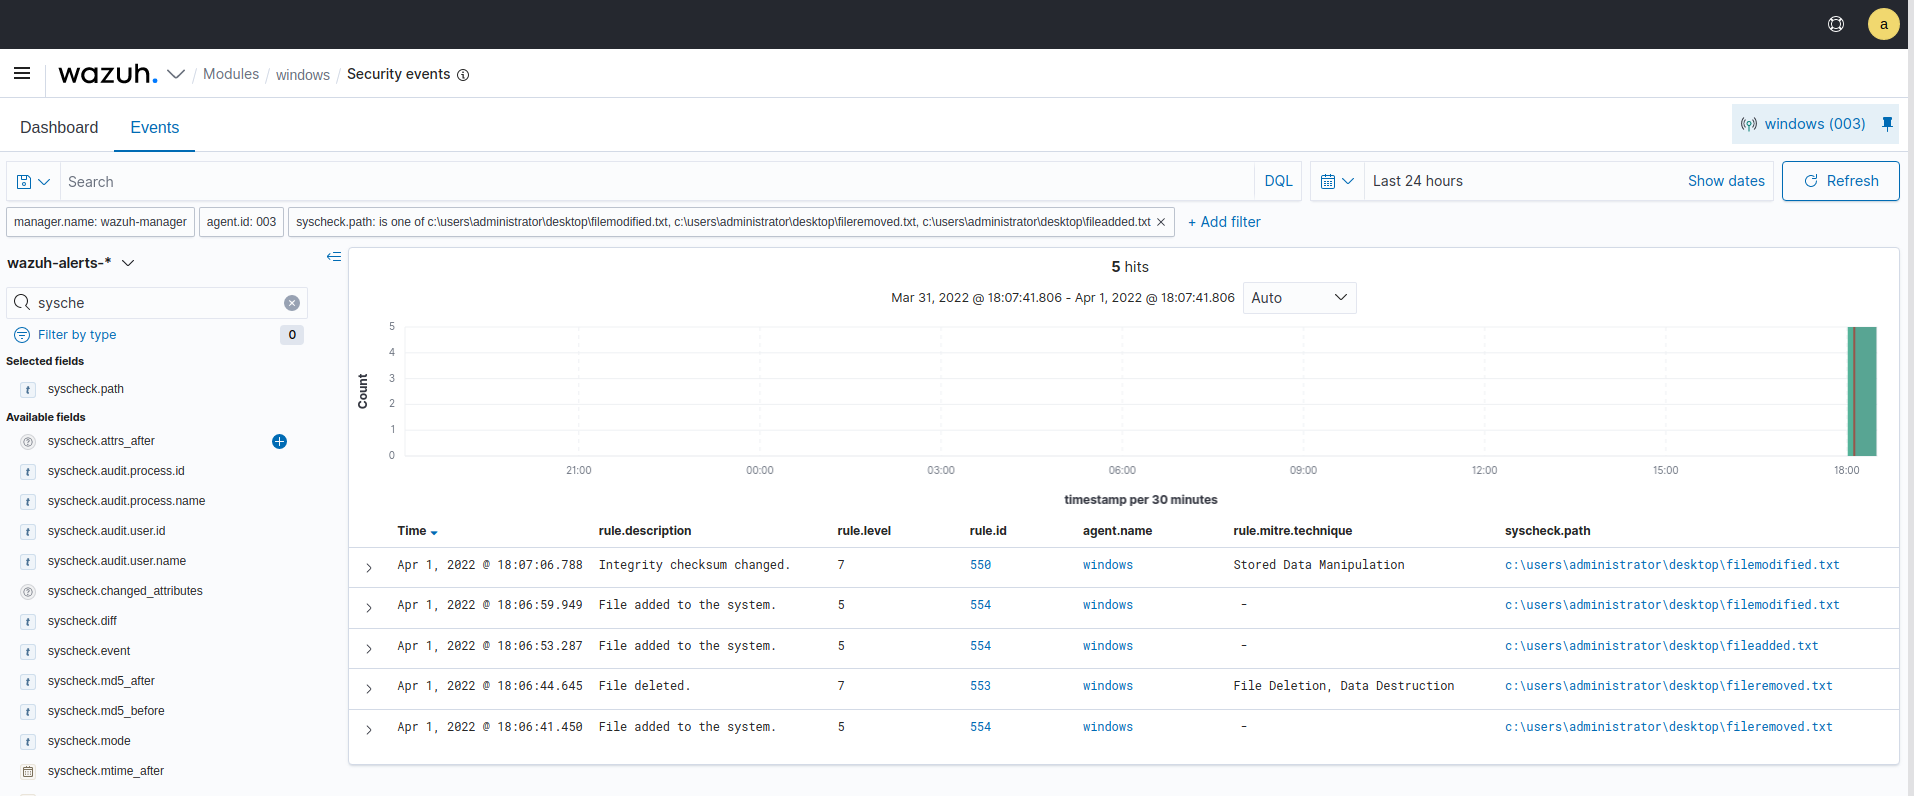 a
wazuh. / Modules / windows / Security events
Dashboard Events windows (003)
Search DQL Last 24 hours Show dates Refresh
manager.name: wazuh-manager agent.id: 003 syscheck.path: is one of c:\users\administrator\desktop\filemodified.txt, c:\users\administrator\desktop\fileremoved.txt, c:\users\administrator\desktop\fileadded.txt × + Add filter
wazuh-alerts-*
sysche
Filter by type 0
Selected fields
t syscheck.path
Available fields
? syscheck.attrs_after
t syscheck.audit.process.id
t syscheck.audit.process.name
t syscheck.audit.user.id
t syscheck.audit.user.name
? syscheck.changed_attributes
t syscheck.diff
t syscheck.event
t syscheck.md5_after
t syscheck.md5_before
t syscheck.mode
syscheck.mtime_after
5 hits
Mar 31, 2022 @ 18:07:41.806 - Apr 1, 2022 @ 18:07:41.806 Auto
Count
5
4
3
2
1
0
21:00 00:00 03:00 06:00 09:00 12:00 15:00 18:00
timestamp per 30 minutes
Time rule.description rule.level rule.id agent.name rule.mitre.technique syscheck.path
Apr 1, 2022 @ 18:07:06.788 Integrity checksum changed. 7 550 windows Stored Data Manipulation c:\users\administrator\desktop\filemodified.txt
Apr 1, 2022 @ 18:06:59.949 File added to the system. 5 554 windows - c:\users\administrator\desktop\filemodified.txt
Apr 1, 2022 @ 18:06:53.287 File added to the system. 5 554 windows - c:\users\administrator\desktop\fileadded.txt
Apr 1, 2022 @ 18:06:44.645 File deleted. 7 553 windows File Deletion, Data Destruction c:\users\administrator\desktop\fileremoved.txt
Apr 1, 2022 @ 18:06:41.450 File added to the system. 5 554 windows - c:\users\administrator\desktop\fileremoved.txt